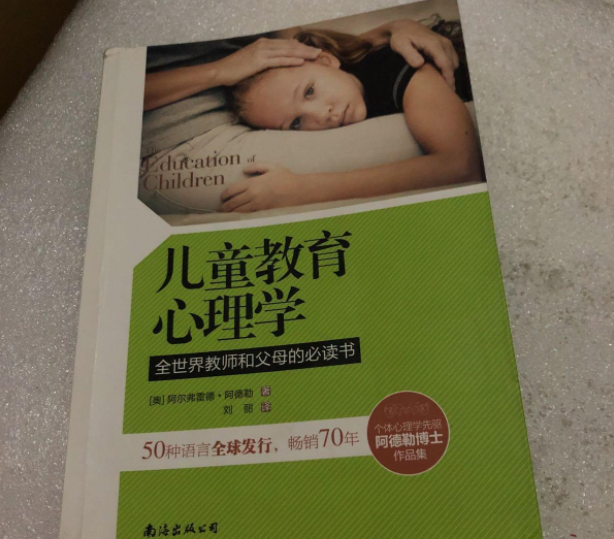 Education of
Children
儿童教育
心理学
全世界教师和父母的必读书
[奥] 阿尔弗雷德·阿德勒 著
刘 丽 译
50种语言全球发行，畅销70年
个体心理学先驱
阿德勒博士
作品集
南海出版公司